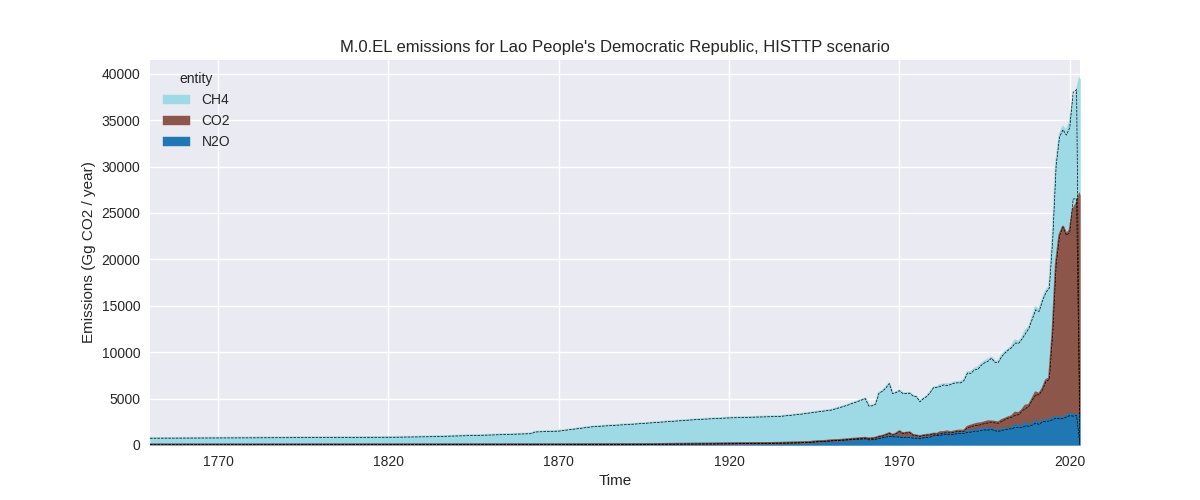 M.0.EL emissions for Lao People's Democratic Republic, HISTTP scenario
Emissions (Gg CO2 / year)
40000
35000
30000
25000
20000
15000
10000
5000
0
entity
CH4
CO2
N2O
1770 1820 1870 1920 1970 2020
Time